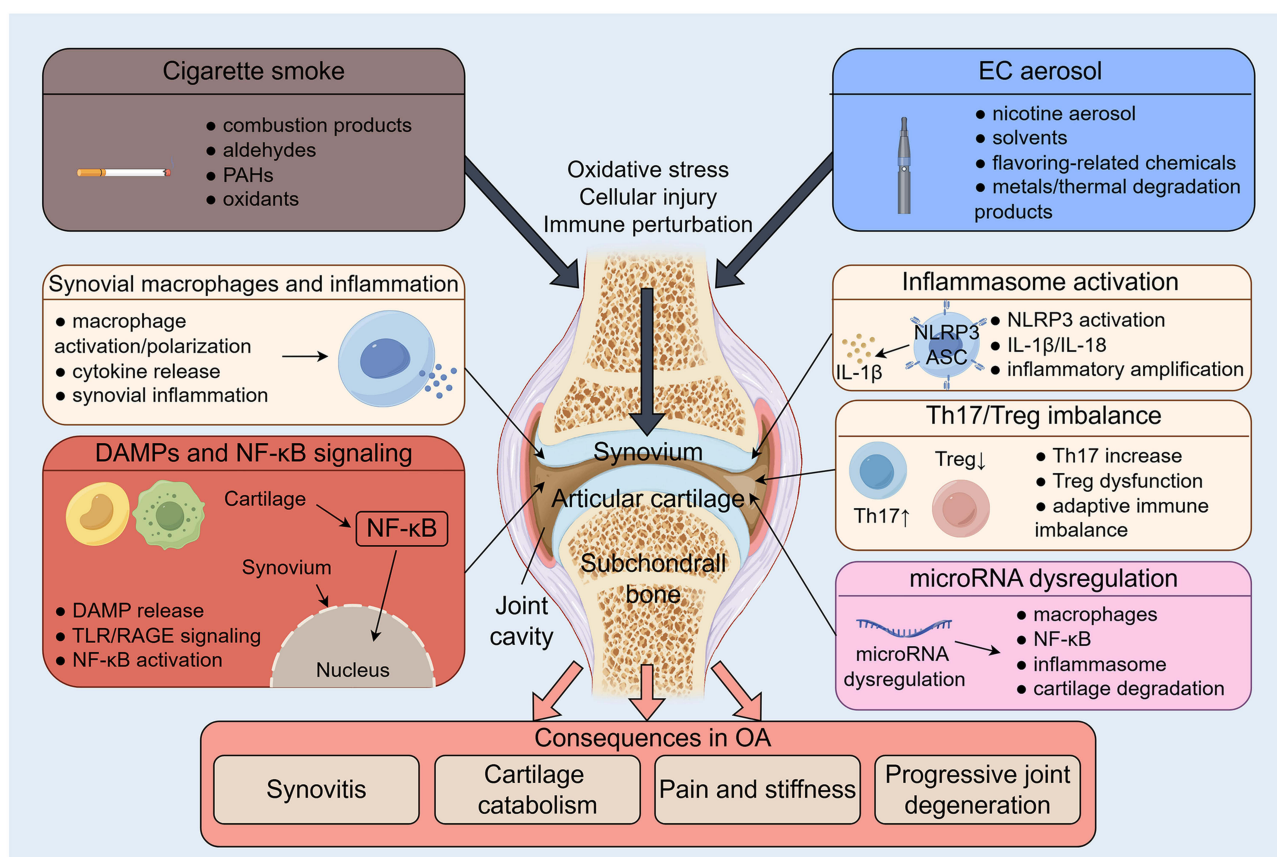 Cigarette smoke
● combustion products
● aldehydes
● PAHs
● oxidants
Oxidative stress
Cellular injury
Immune perturbation
EC aerosol
● nicotine aerosol
● solvents
● flavoring-related chemicals
● metals/thermal degradation
products
Synovial macrophages and inflammation
● macrophage
activation/polarization
● cytokine release
● synovial inflammation
DAMPs and NF-κB signaling
Cartilage
NF-κB
Synovium
● DAMP release
● TLR/RAGE signaling
● NF-κB activation
Nucleus
Synovium
Articular cartilage
Subchondrall
bone
Joint
cavity
Inflammasome activation
NLRP3
ASC
IL-1β
● NLRP3 activation
● IL-1β/IL-18
● inflammatory amplification
Th17/Treg imbalance
Treg↓
Th17↑
● Th17 increase
● Treg dysfunction
● adaptive immune
imbalance
microRNA dysregulation
microRNA
dysregulation
● macrophages
● NF-κB
● inflammasome
● cartilage degradation
Consequences in OA
Synovitis
Cartilage
catabolism
Pain and stiffness
Progressive joint
degeneration